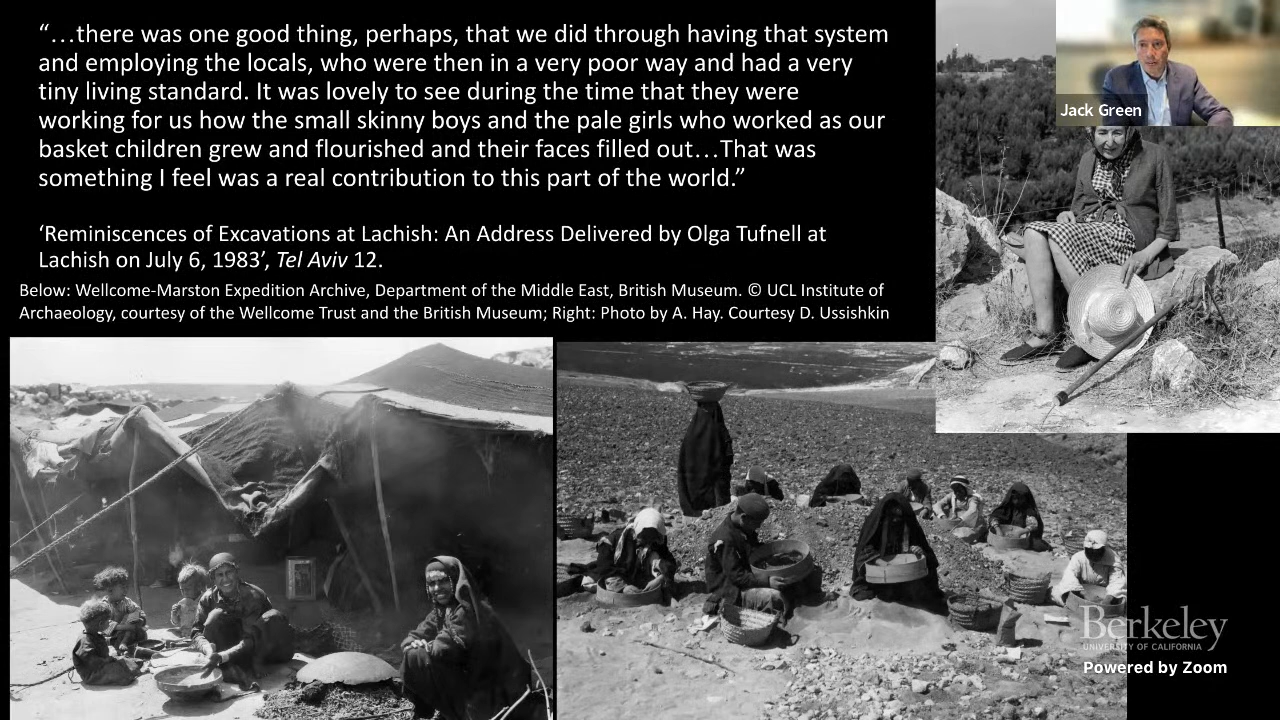 “…there was one good thing, perhaps, that we did through having that system
and employing the locals, who were then in a very poor way and had a very
tiny living standard. It was lovely to see during the time that they were
working for us how the small skinny boys and the pale girls who worked as our
basket children grew and flourished and their faces filled out…That was
something I feel was a real contribution to this part of the world.”
‘Reminiscences of Excavations at Lachish: An Address Delivered by Olga Tufnell at
Lachish on July 6, 1983’, Tel Aviv 12.
Below: Wellcome-Marston Expedition Archive, Department of the Middle East, British Museum. © UCL Institute of
Archaeology, courtesy of the Wellcome Trust and the British Museum; Right: Photo by A. Hay. Courtesy D. Ussishkin
Jack Green
Berkeley
UNIVERSITY OF CALIFORNIA
Powered by Zoom